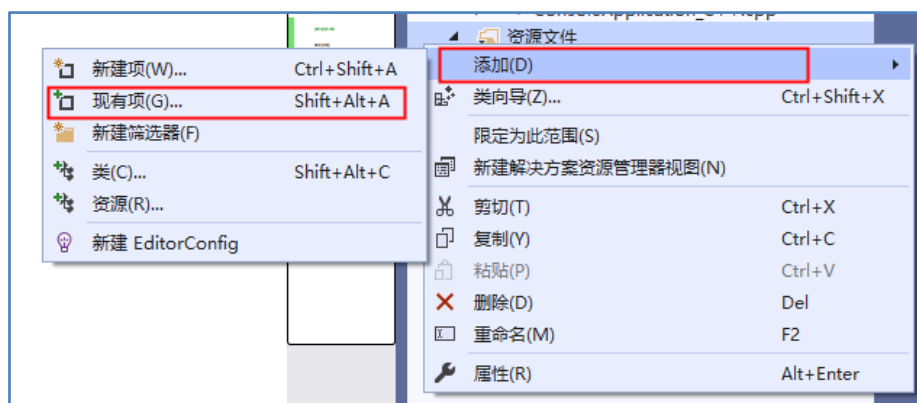 资源文件
添加(D)
类向导(Z)... Ctrl+Shift+X
限定为此范围(S)
新建解决方案资源管理器视图(N)
剪切(T) Ctrl+X
复制(Y) Ctrl+C
粘贴(P) Ctrl+V
删除(D) Del
重命名(M) F2
属性(R) Alt+Enter
新建项(W)... Ctrl+Shift+A
现有项(G)... Shift+Alt+A
新建筛选器(F)
类(C)... Shift+Alt+C
资源(R)...
新建 EditorConfig